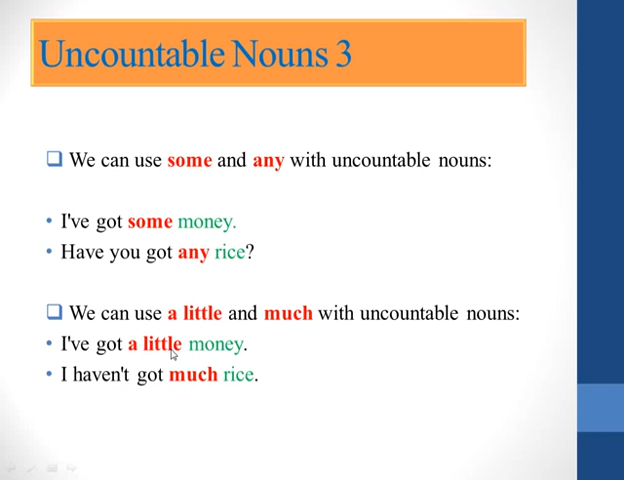 Uncountable Nouns 3
We can use some and any with uncountable nouns:
I've got some money.
Have you got any rice?
We can use a little and much with uncountable nouns:
I've got a little money.
I haven't got much rice.